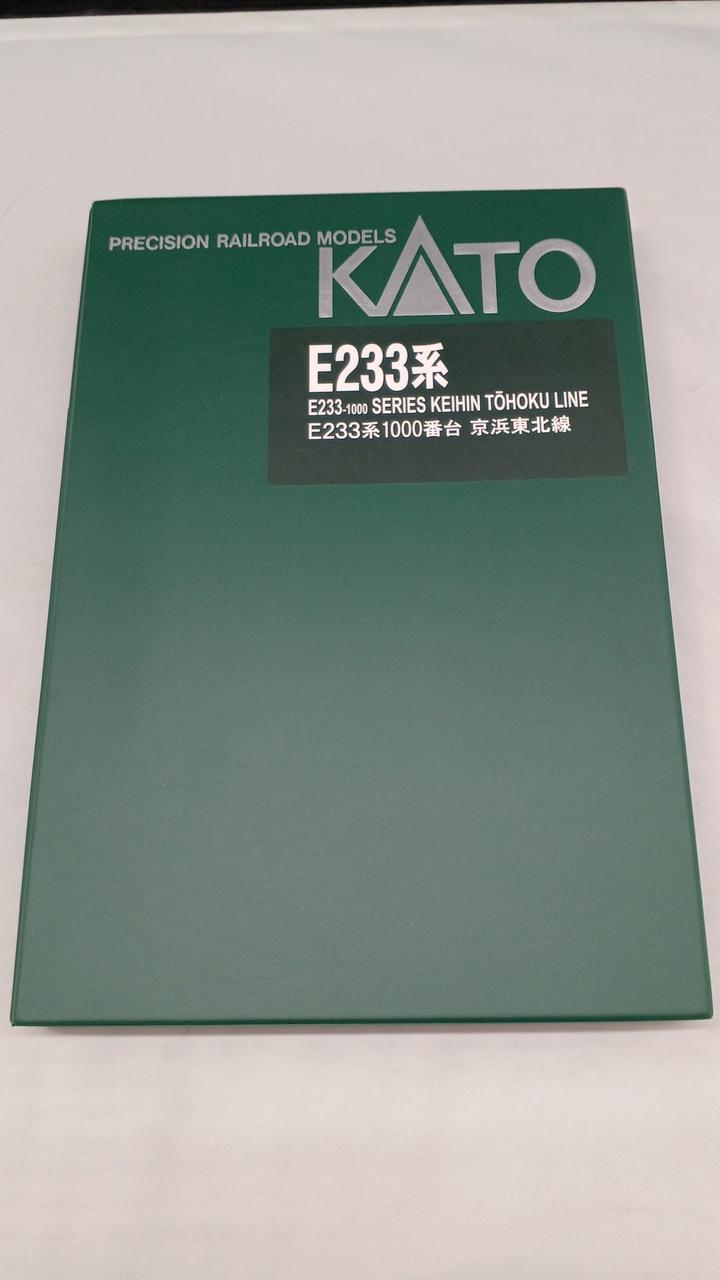 PRECISION RAILROAD MODELS
KATO
E233系
E233-1000 SERIES KEIHIN TŌHOKU LINE
E233系1000番台 京浜東北線